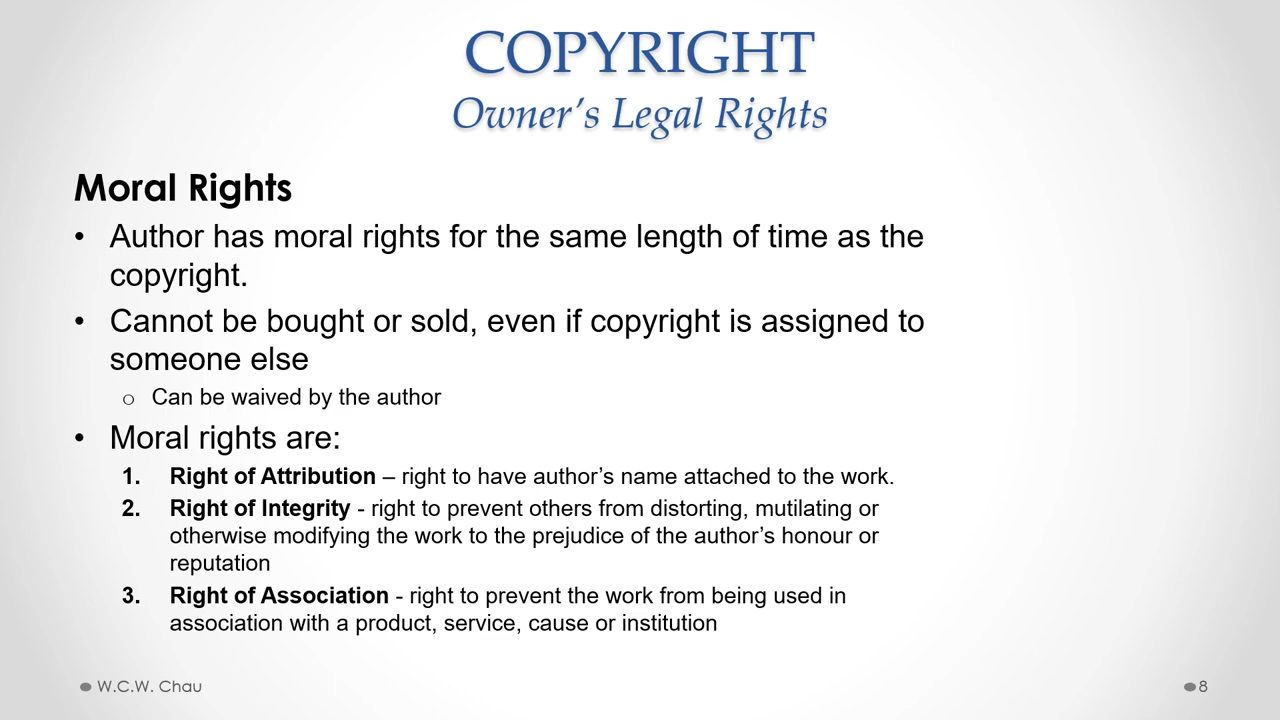 COPYRIGHT
Owner’s Legal Rights
Moral Rights
• Author has moral rights for the same length of time as the
copyright.
• Cannot be bought or sold, even if copyright is assigned to
someone else
○ Can be waived by the author
• Moral rights are:
1. Right of Attribution – right to have author’s name attached to the work.
2. Right of Integrity - right to prevent others from distorting, mutilating or
otherwise modifying the work to the prejudice of the author’s honour or
reputation
3. Right of Association - right to prevent the work from being used in
association with a product, service, cause or institution
W.C.W. Chau
8